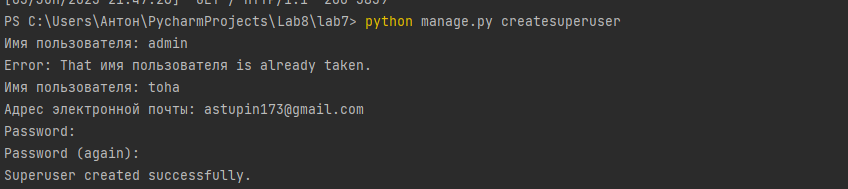 PS C:\Users\Антон\PycharmProjects\Lab8\lab7> python manage.py createsuperuser
Имя пользователя: admin
Error: That имя пользователя is already taken.
Имя пользователя: toha
Адрес электронной почты: astupin173@gmail.com
Password:
Password (again):
Superuser created successfully.